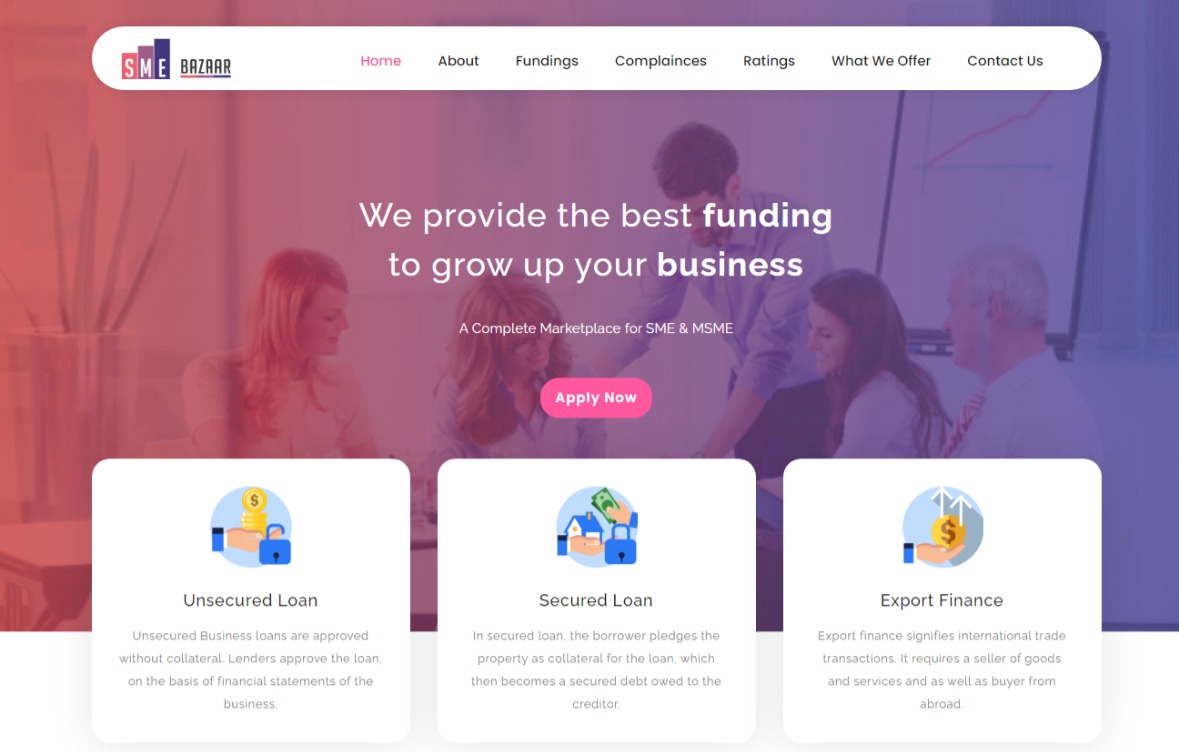 SME BAZAAR
Home About Fundings Complainces Ratings What We Offer Contact Us
We provide the best funding
to grow up your business
A Complete Marketplace for SME & MSME
Apply Now
Unsecured Loan
Unsecured Business loans are approved
without collateral. Lenders approve the loan,
on the basis of financial statements of the
business.
Secured Loan
In secured loan, the borrower pledges the
property as collateral for the loan, which
then becomes a secured debt owed to the
creditor.
Export Finance
Export finance signifies international trade
transactions. It requires a seller of goods
and services and as well as buyer from
abroad.